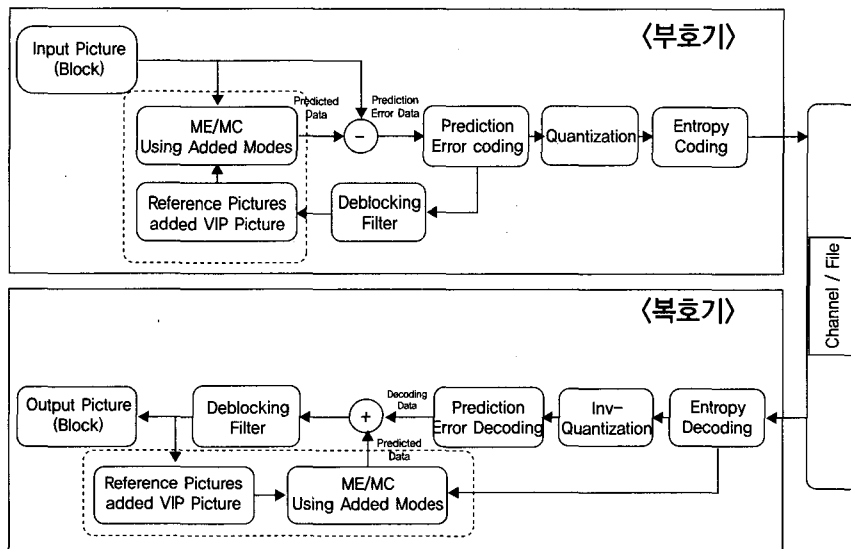 〈부호기〉
Input Picture
(Block)
Predicted
Data
Prediction
Error Data
ME/MC
Using Added Modes
−
Prediction
Error coding
Quantization
Entropy
Coding
Reference Pictures
added VIP Picture
Deblocking
Filter
Channel / File
〈복호기〉
Output Picture
(Block)
Deblocking
Filter
+
Decoding
Data
Prediction
Error Decoding
Inv-
Quantization
Entropy
Decoding
Predicted
Data
Reference Pictures
added VIP Picture
ME/MC
Using Added Modes